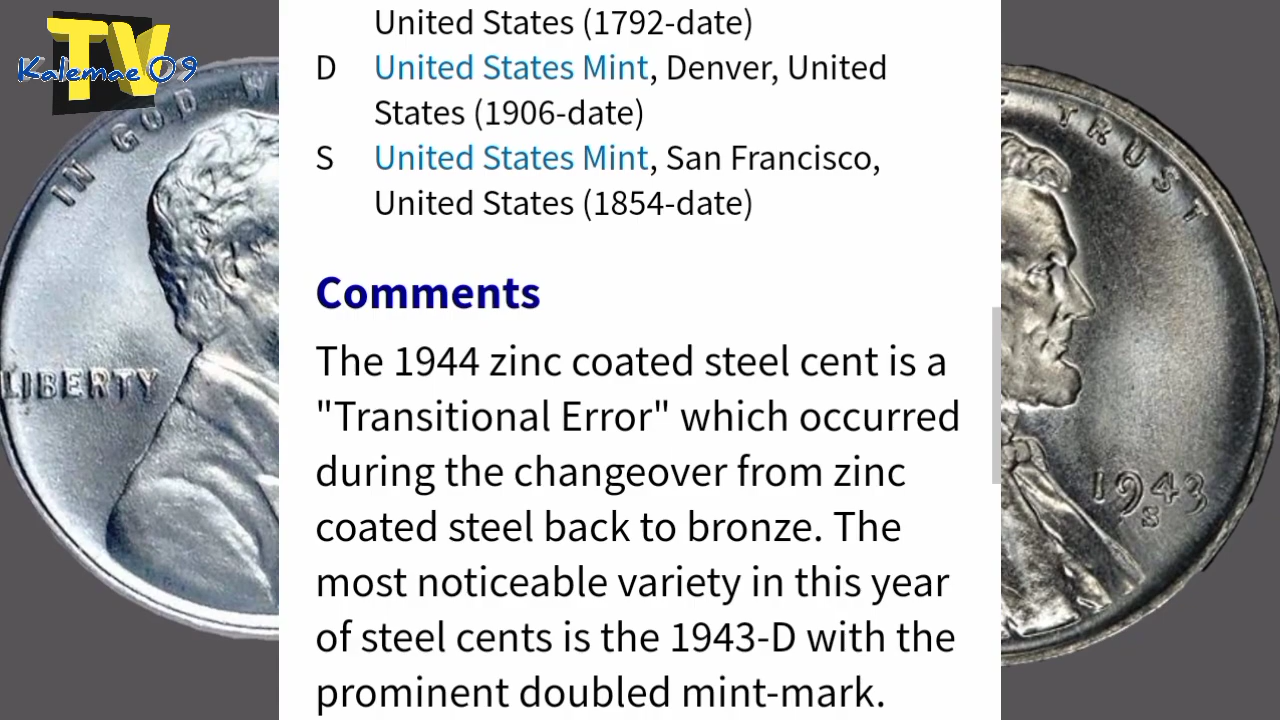 TV
Kalemae 09
IN GOD WE
LIBERTY
United States (1792-date)
D United States Mint, Denver, United
States (1906-date)
S United States Mint, San Francisco,
United States (1854-date)
Comments
The 1944 zinc coated steel cent is a
"Transitional Error" which occurred
during the changeover from zinc
coated steel back to bronze. The
most noticeable variety in this year
of steel cents is the 1943-D with the
prominent doubled mint-mark.
TRUST
1943
S